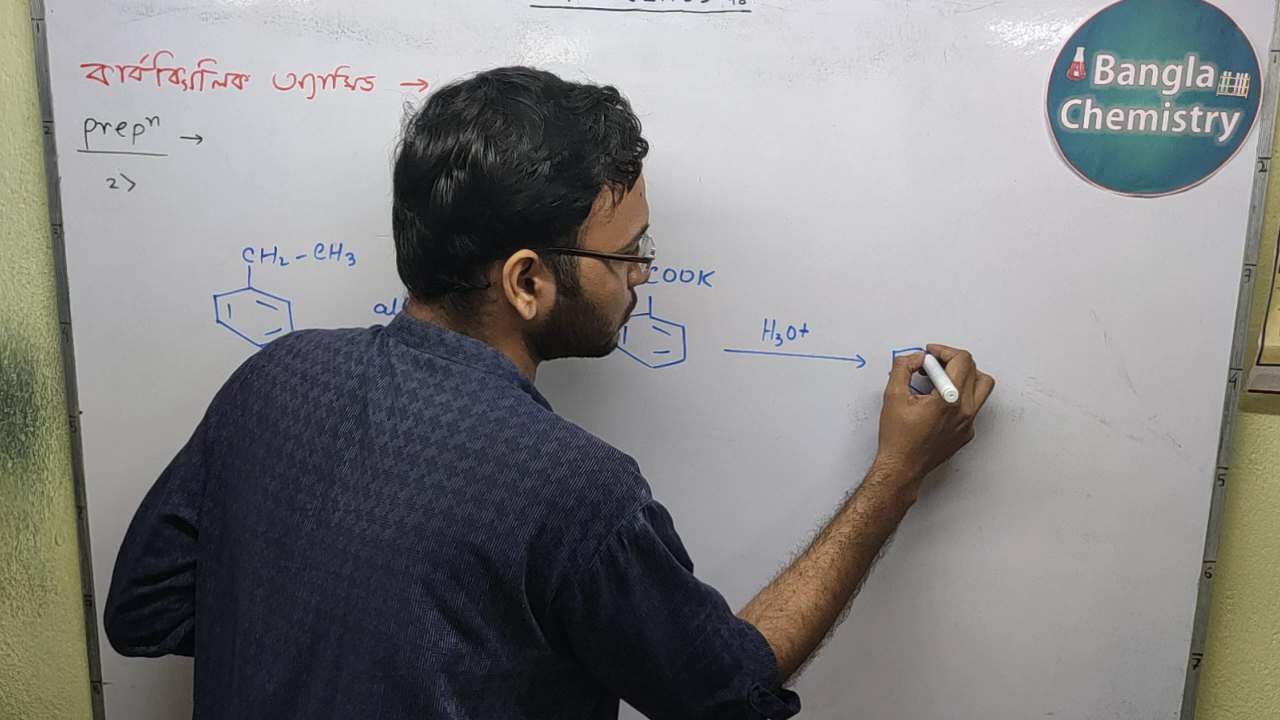 কার্বক্সিলিক অ্যাসিড →
prepⁿ →
2>
CH₂-CH₃
COOK
H₃O+
Bangla
Chemistry